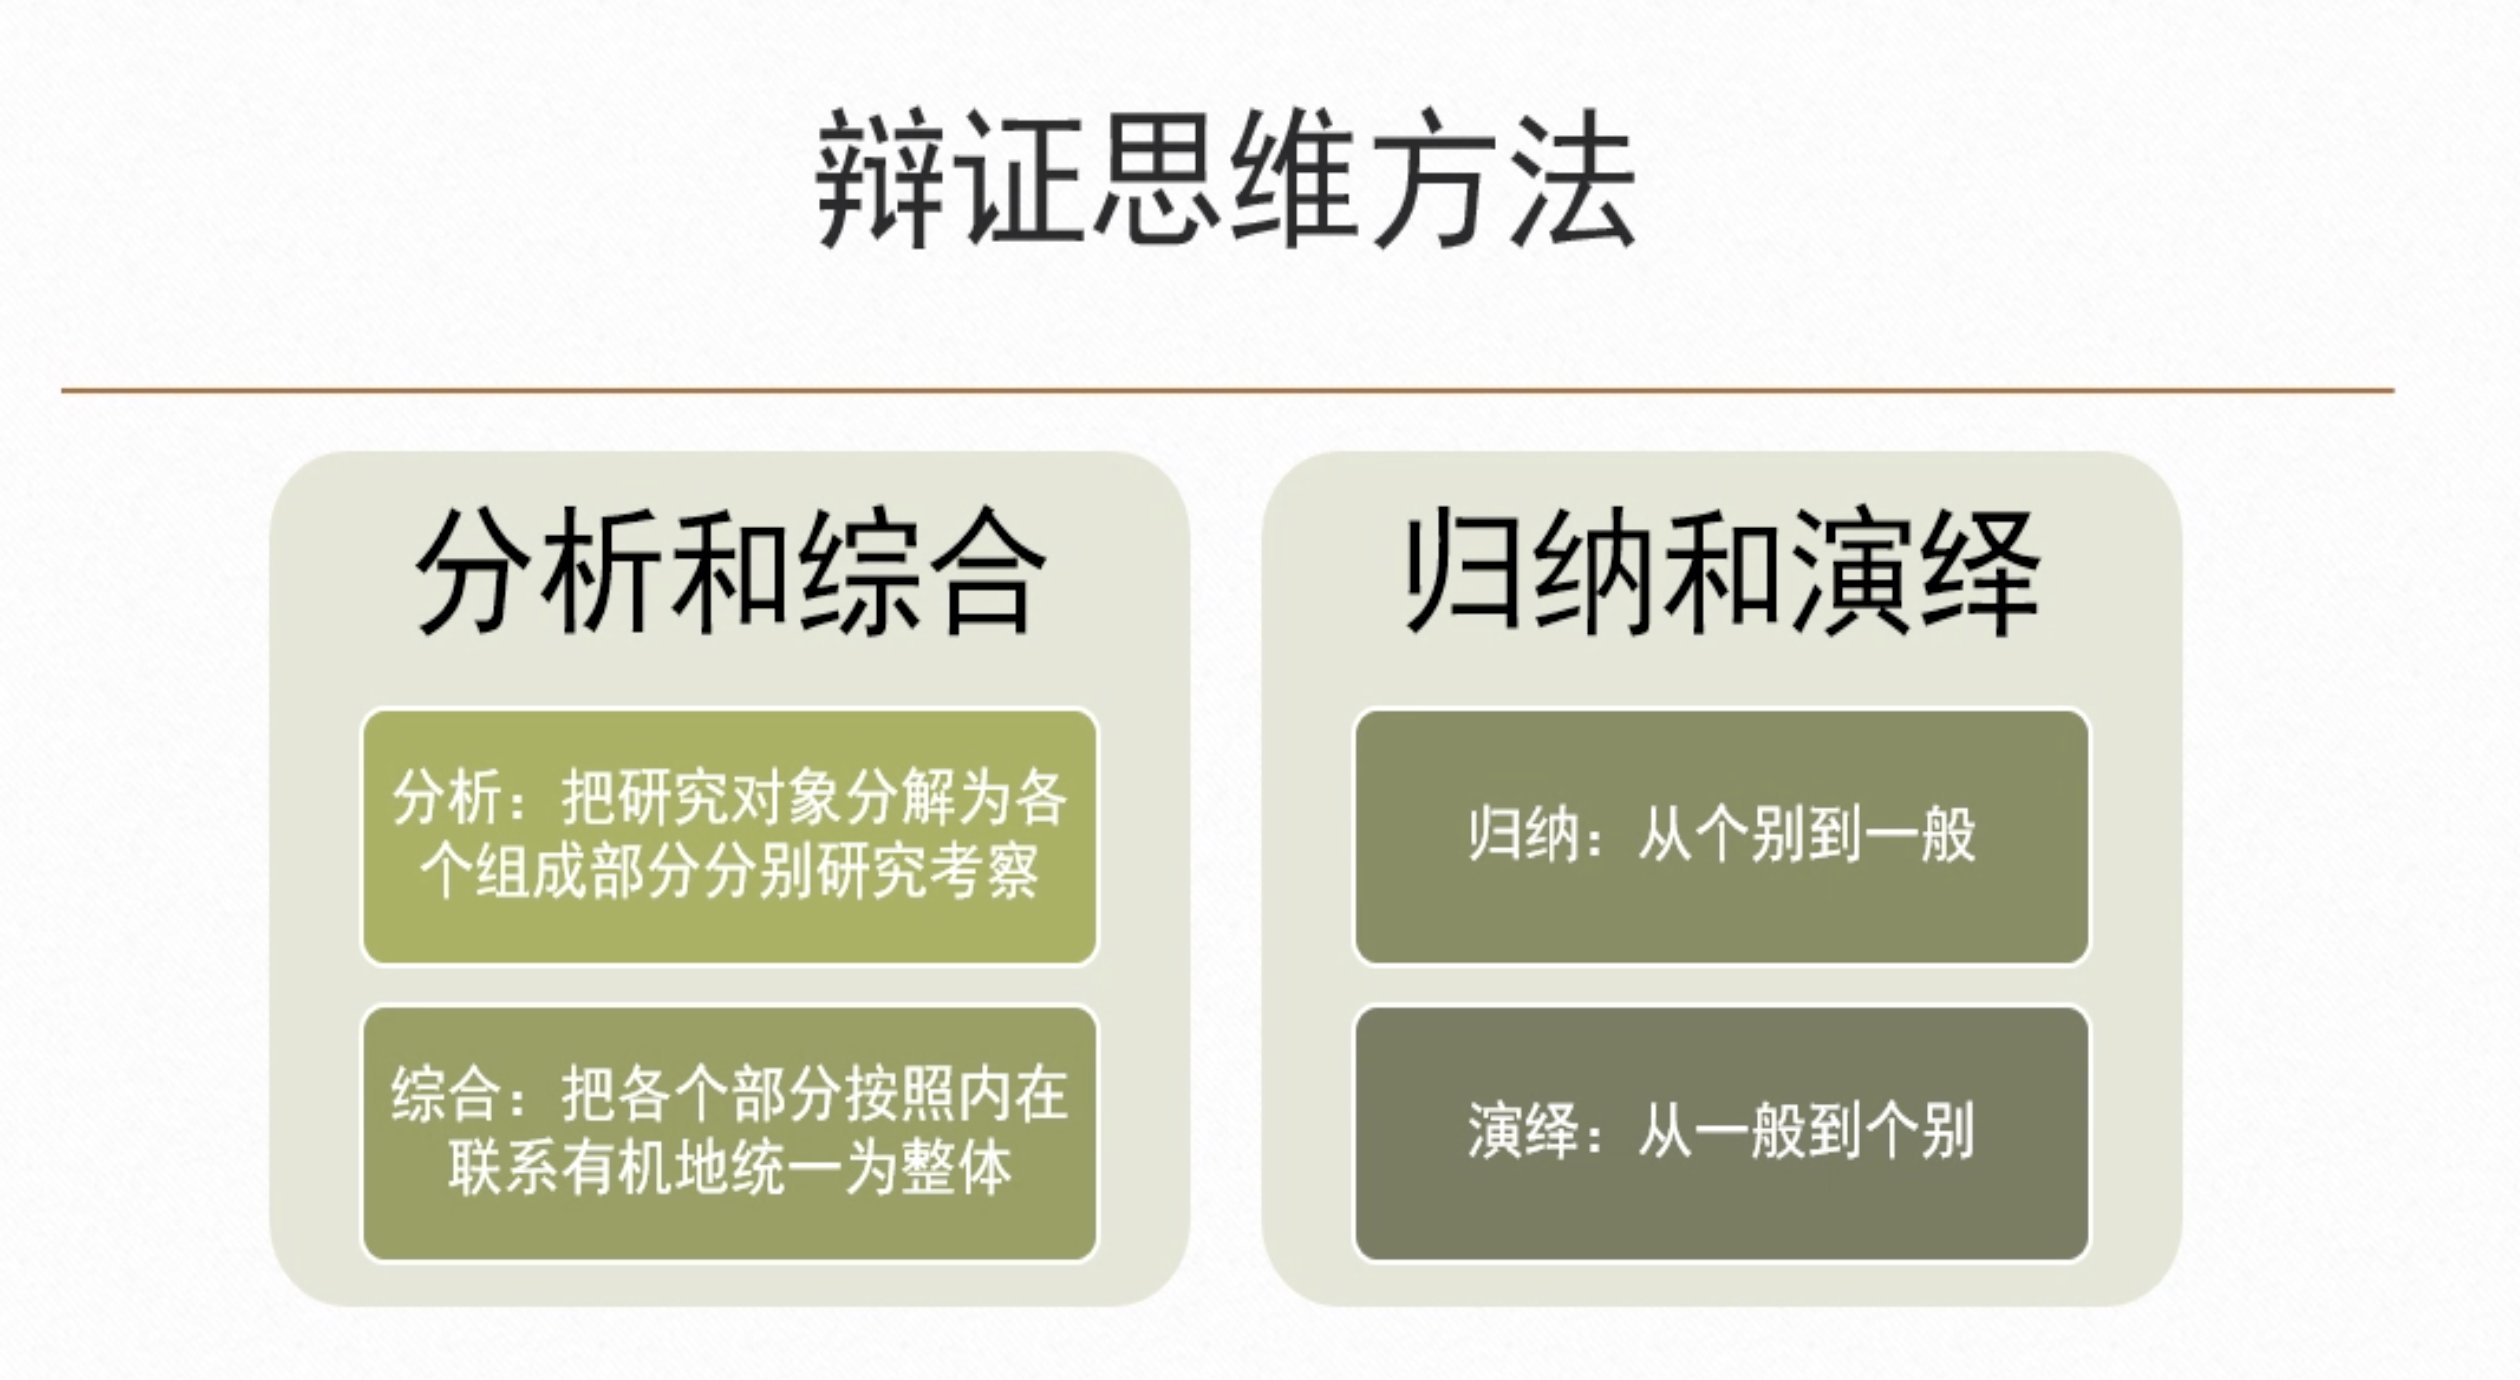 辩证思维方法
分析和综合
分析：把研究对象分解为各
个组成部分分别研究考察
综合：把各个部分按照内在
联系有机地统一为整体
归纳和演绎
归纳：从个别到一般
演绎：从一般到个别